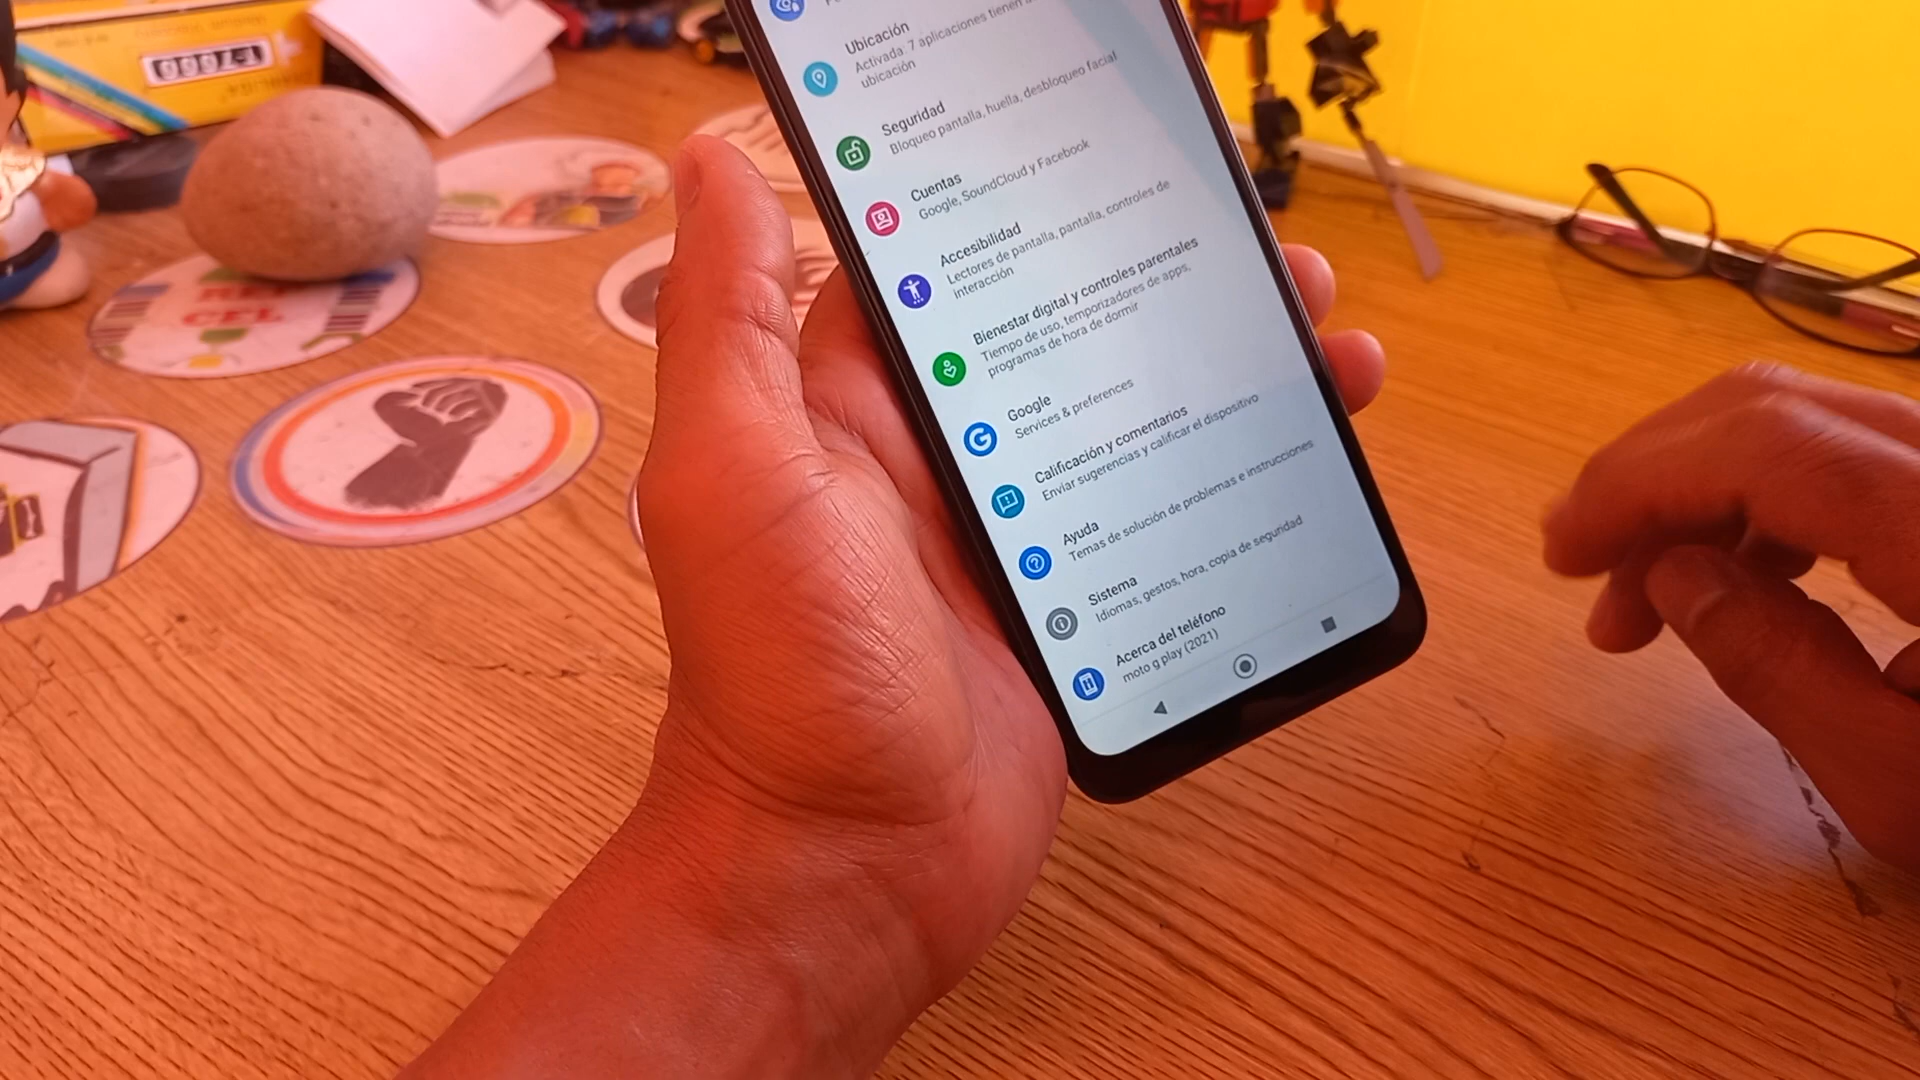 Ubicación
Activada: 7 aplicaciones tienen
ubicación
Seguridad
Bloqueo pantalla, huella, desbloqueo facial
Cuentas
Google, SoundCloud y Facebook
Accesibilidad
Lectores de pantalla, pantalla, controles de
interacción
Bienestar digital y controles parentales
Tiempo de uso, temporizadores de apps,
programas de hora de dormir
Google
Services & preferences
Calificación y comentarios
Enviar sugerencias y calificar el dispositivo
Ayuda
Temas de solución de problemas e instrucciones
Sistema
Idiomas, gestos, hora, copia de seguridad
Acerca del teléfono
moto g play (2021)